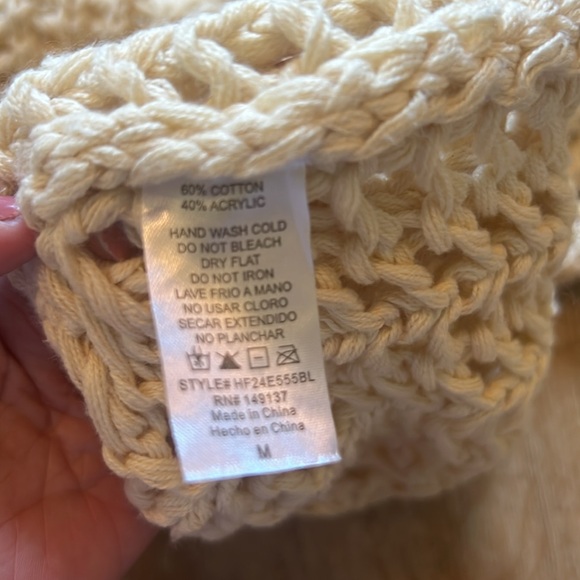 60% COTTON
40% ACRYLIC
HAND WASH COLD
DO NOT BLEACH
DRY FLAT
DO NOT IRON
LAVE FRIO A MANO
NO USAR CLORO
SECAR EXTENDIDO
NO PLANCHAR
STYLE# HF24E555BL
RN# 149137
Made in China
Hecho en China
M